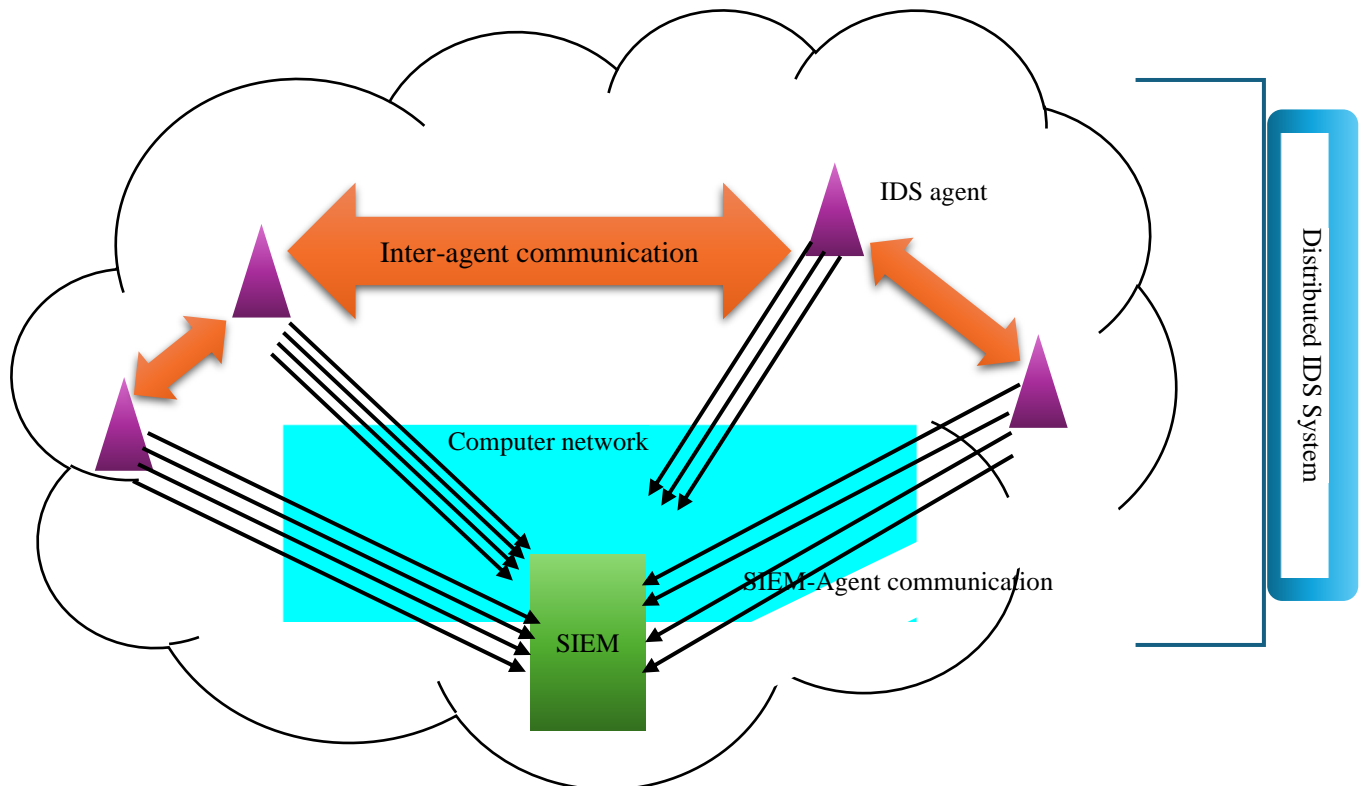 IDS agent
Inter-agent communication
Distributed IDS System
Computer network
SIEM-Agent communication
SIEM